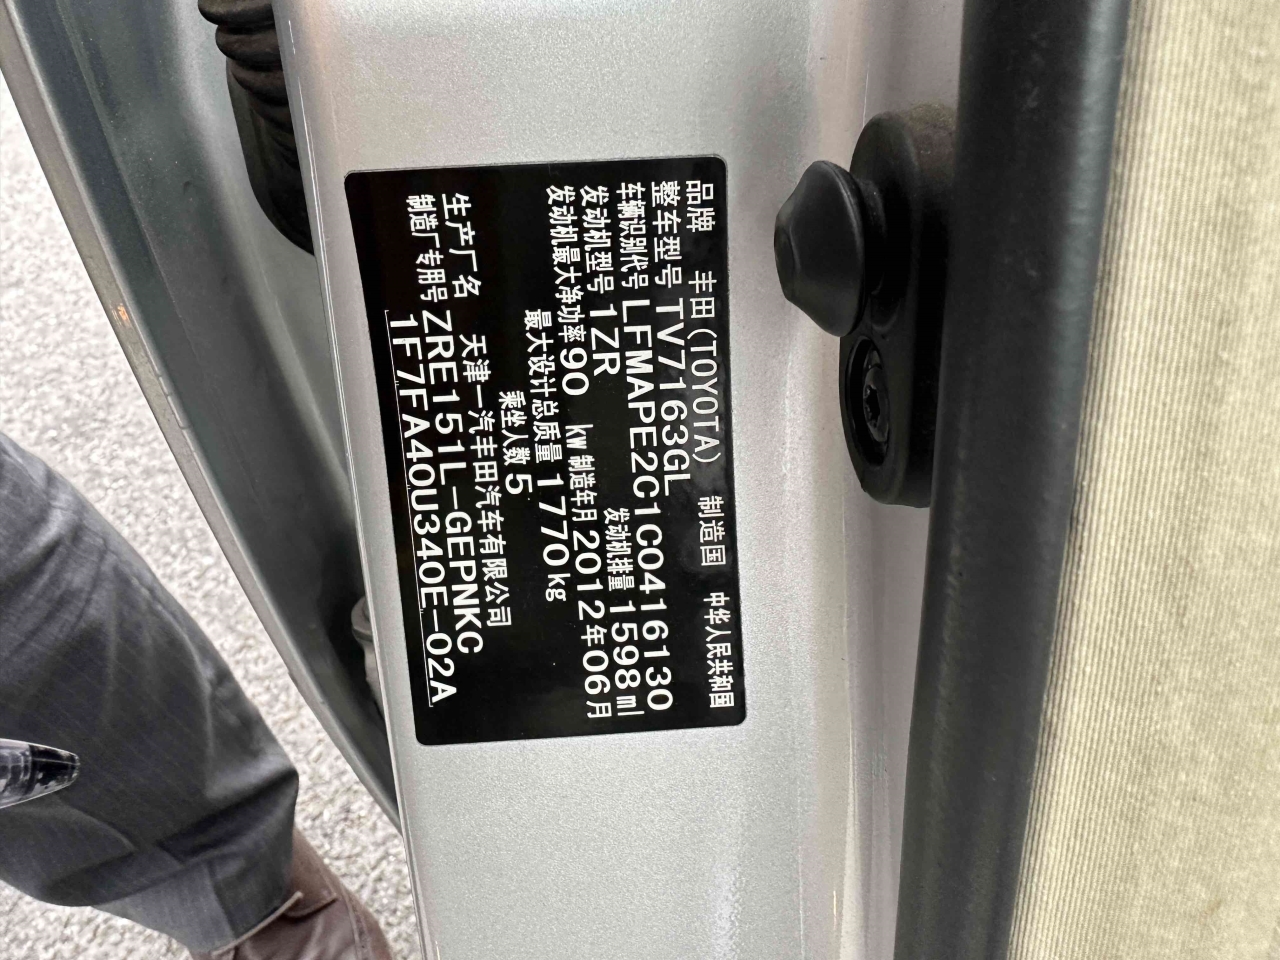 品牌 丰田(TOYOTA) 制造国 中华人民共和国
整车型号 TV7163GL
车辆识别代号 LFMAPE2C1C0416130
发动机型号 1ZR 发动机排量 1598 ml
发动机最大净功率 90 kW 制造年月 2012年06月
最大设计总质量 1770 kg
乘坐人数 5
生产厂名 天津一汽丰田汽车有限公司
制造厂专用号 ZRE151L-GEPNKC
1F7FA40U340E-02A